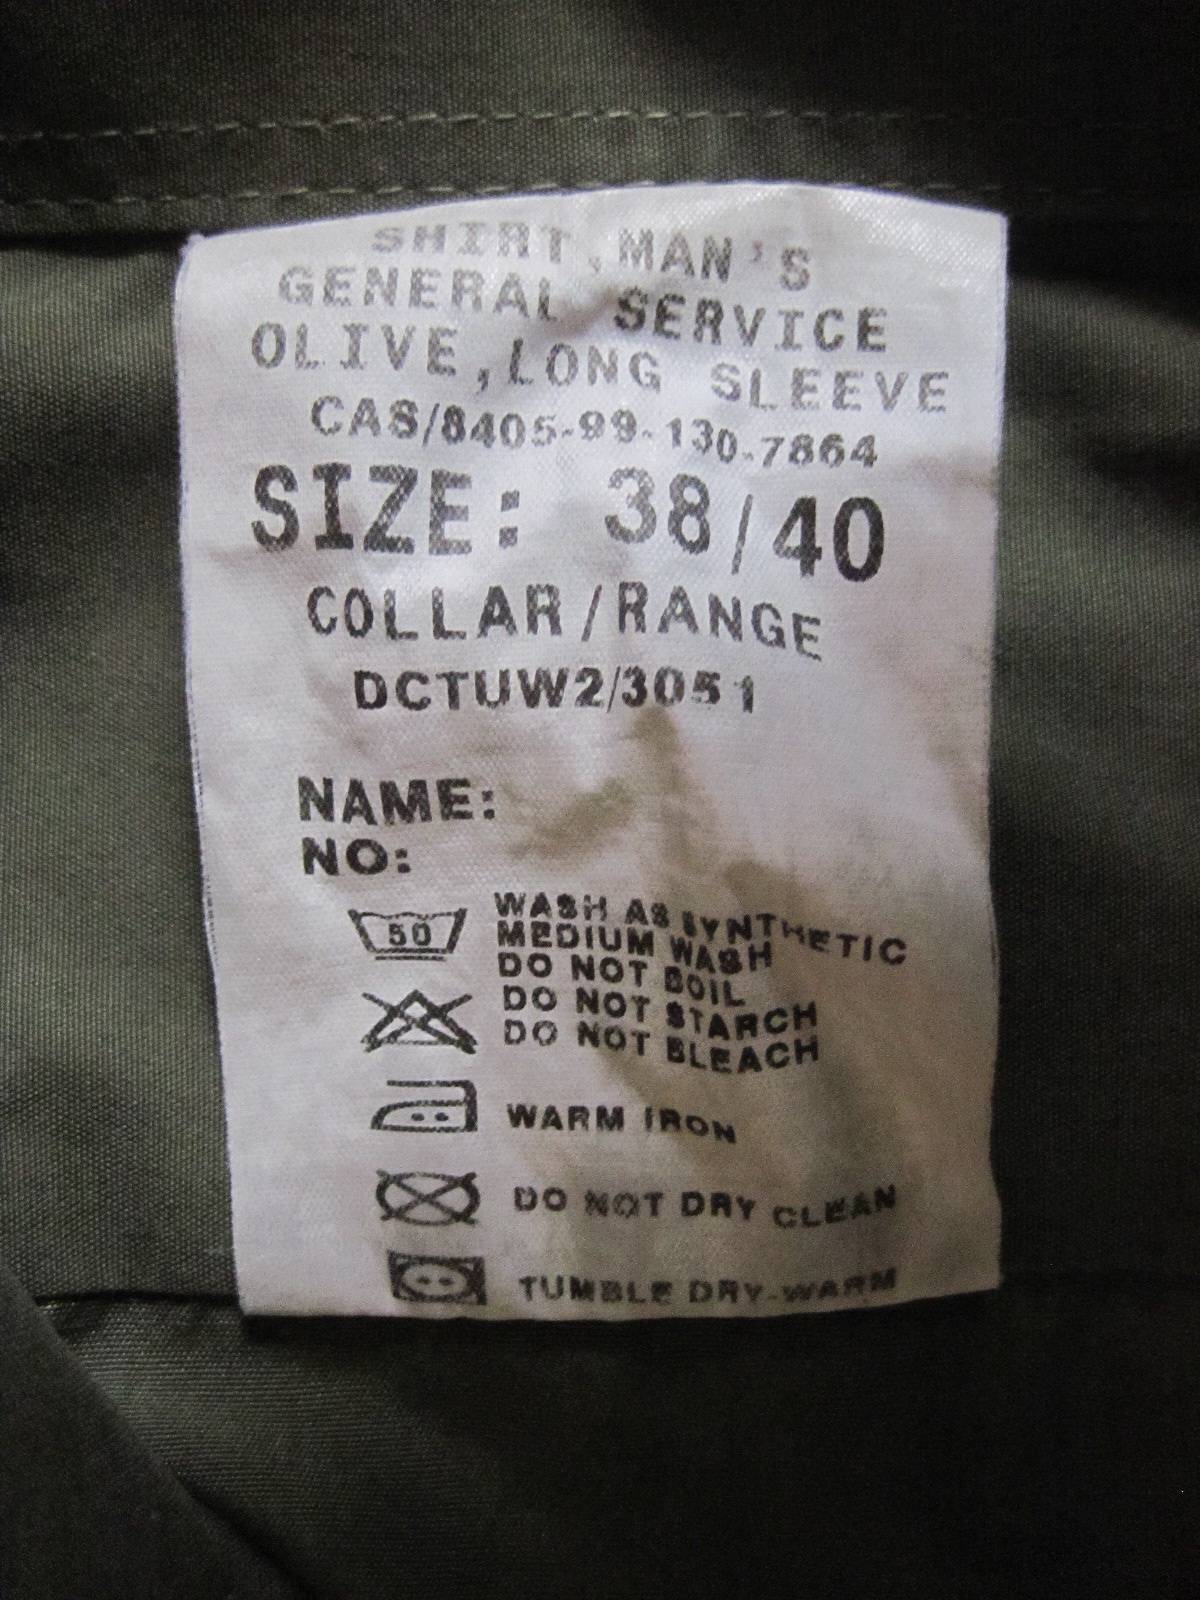 SHIRT,MAN'S
GENERAL SERVICE
OLIVE,LONG SLEEVE
CAS/8405-99-130-7864
SIZE: 38/40
COLLAR/RANGE
DCTUW2/3051
NAME:
NO:
50
WASH AS SYNTHETIC
MEDIUM WASH
DO NOT BOIL
DO NOT STARCH
DO NOT BLEACH
WARM IRON
DO NOT DRY CLEAN
TUMBLE DRY-WARM